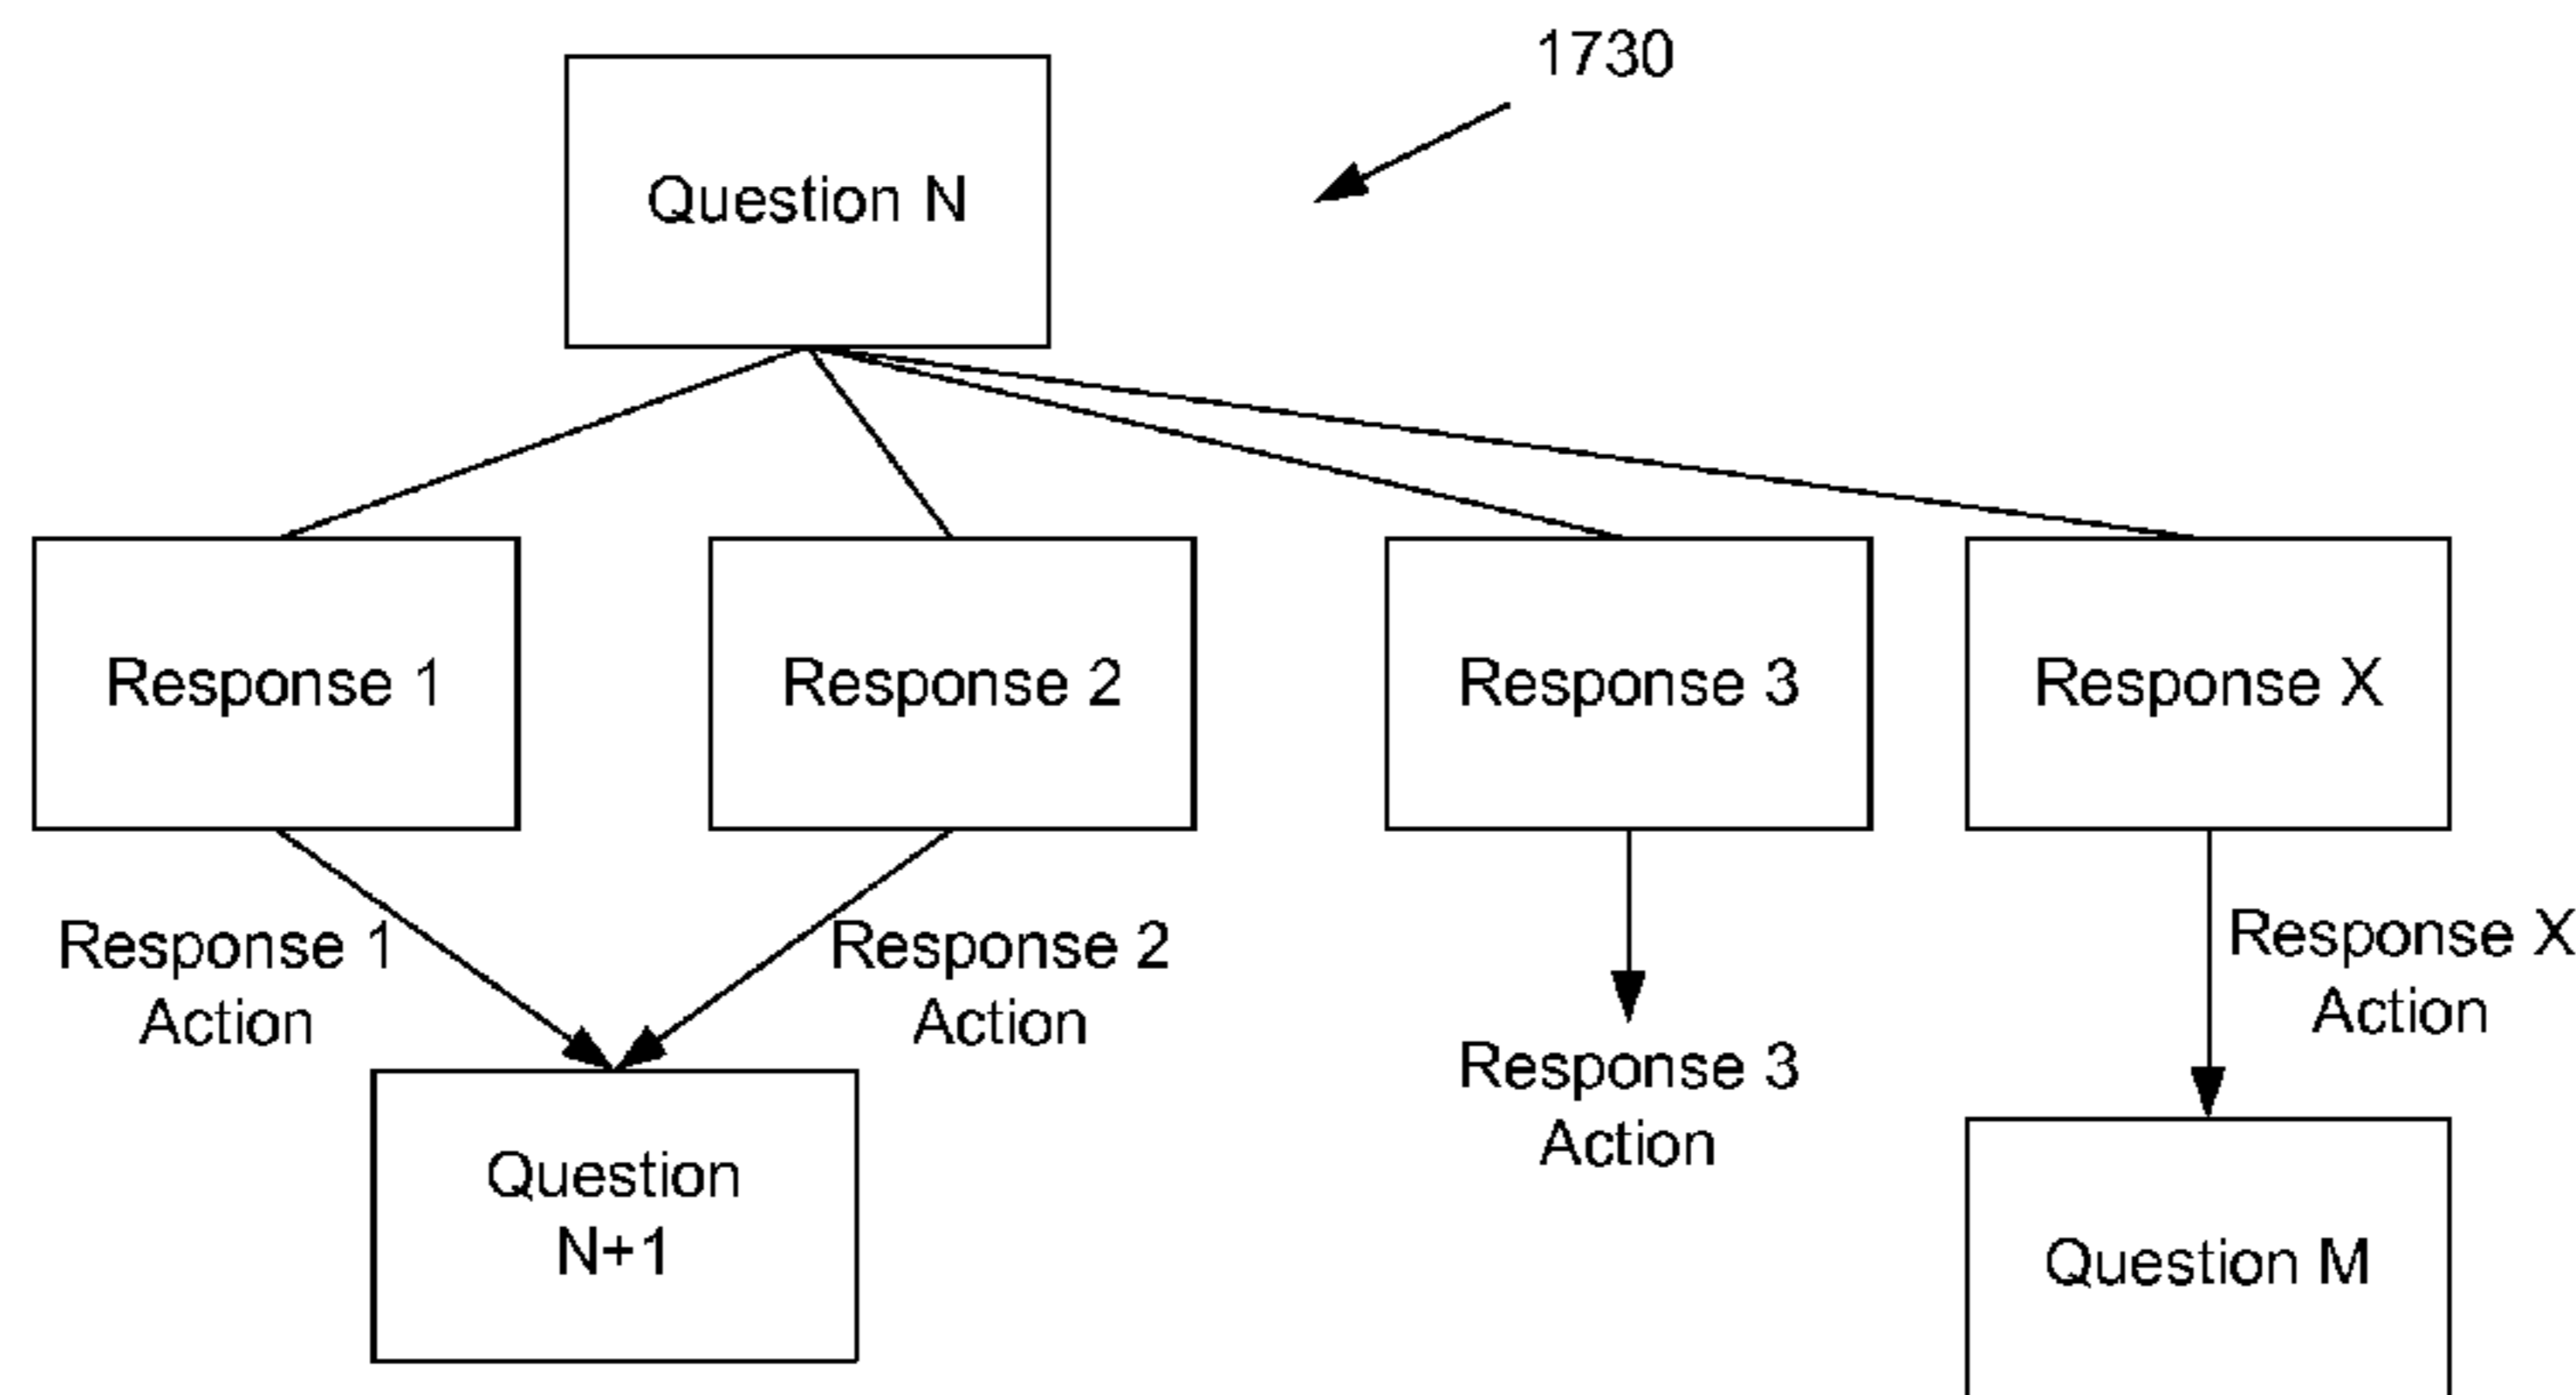 1730
Question N
Response 1
Response 2
Response 3
Response X
Response 1
Action
Response 2
Action
Response 3
Action
Response X
Action
Question
N+1
Question M